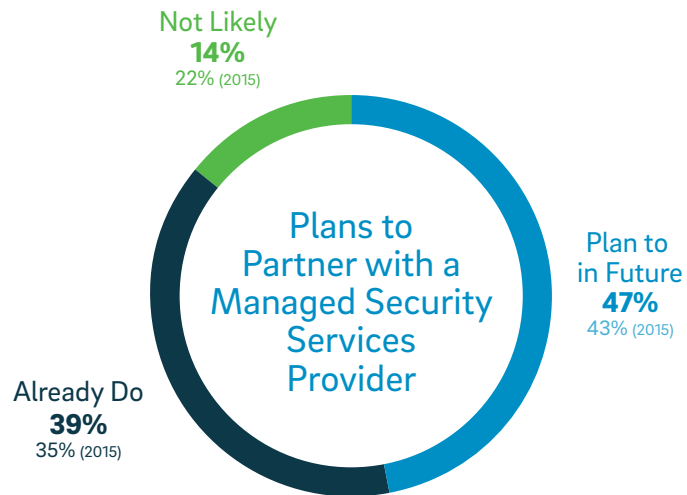 Not Likely
14%
22% (2015)
Plans to
Partner with a
Managed Security
Services
Provider
Plan to
in Future
47%
43% (2015)
Already Do
39%
35% (2015)